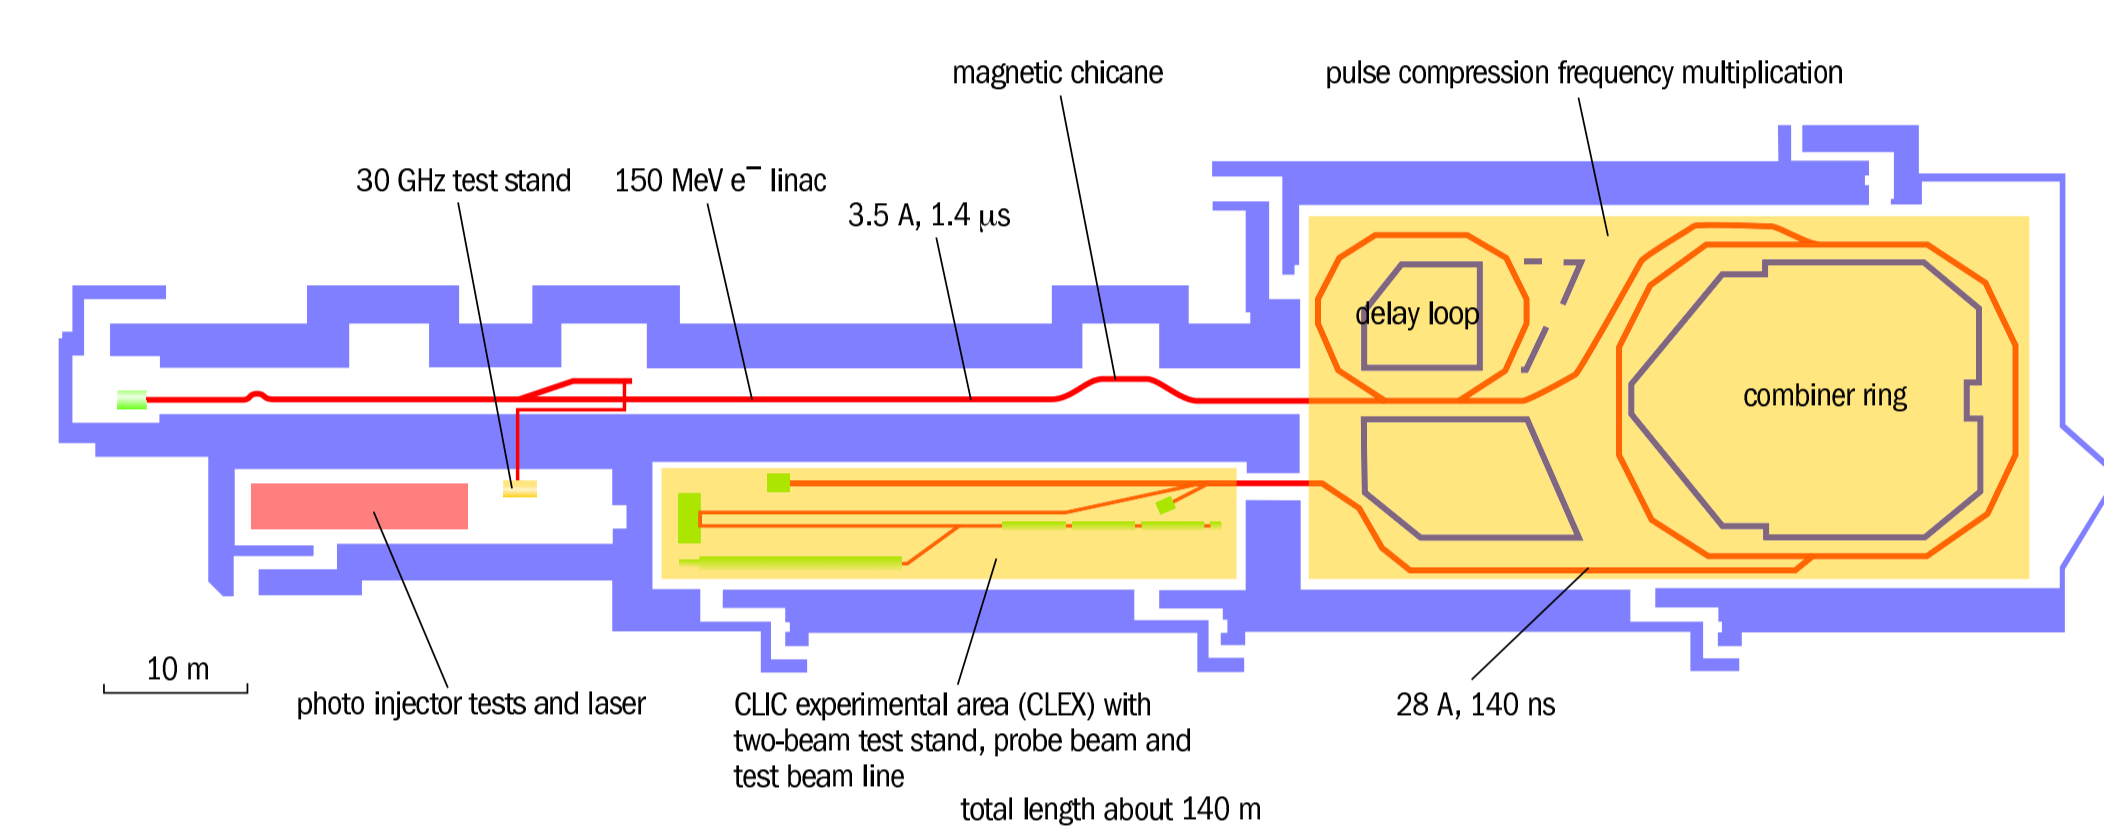 magnetic chicane
pulse compression frequency multiplication
30 GHz test stand
150 MeV e⁻ linac
3.5 A, 1.4 μs
delay loop
combiner ring
10 m
photo injector tests and laser
CLIC experimental area (CLEX) with
two-beam test stand, probe beam and
test beam line
28 A, 140 ns
total length about 140 m